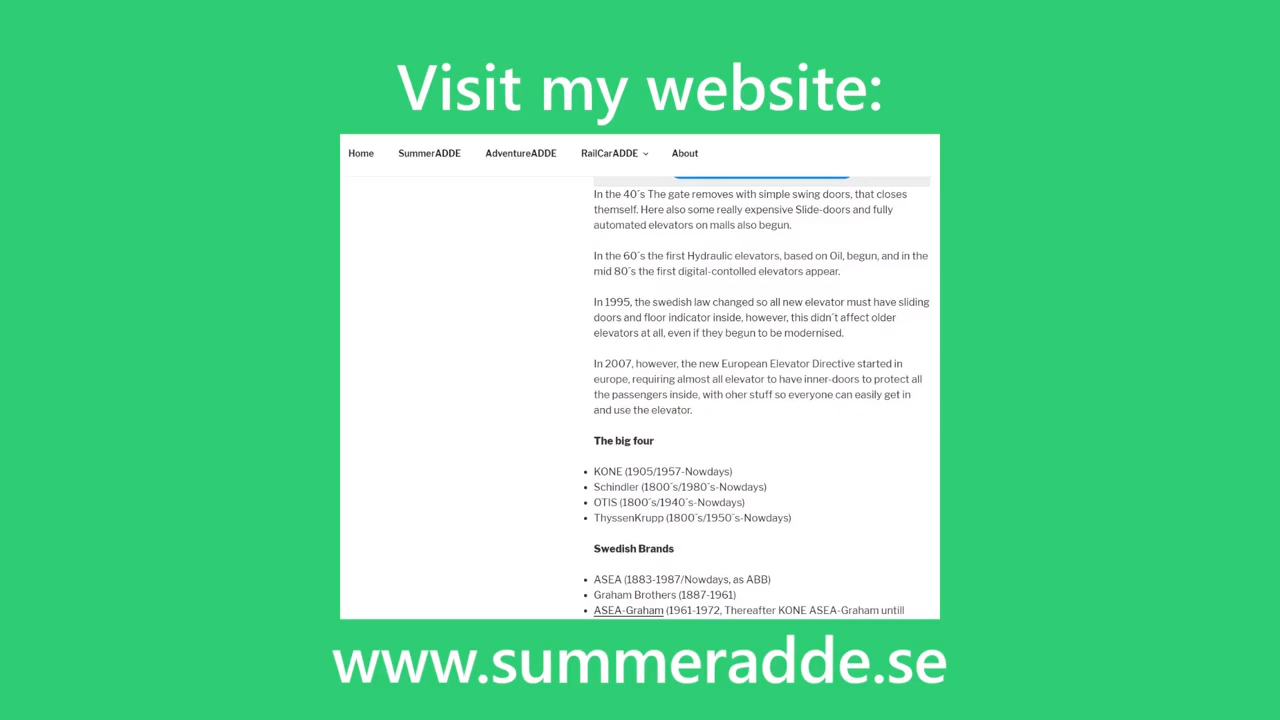 Visit my website:
Home SummerADDE AdventureADDE RailCarADDE About
In the 40´s The gate removes with simple swing doors, that closes
themself. Here also some really expensive Slide-doors and fully
automated elevators on malls also begun.
In the 60´s the first Hydraulic elevators, based on Oil, begun, and in the
mid 80´s the first digital-contolled elevators appear.
In 1995, the swedish law changed so all new elevator must have sliding
doors and floor indicator inside, however, this didn´t affect older
elevators at all, even if they begun to be modernised.
In 2007, however, the new European Elevator Directive started in
europe, requiring almost all elevator to have inner-doors to protect all
the passengers inside, with oher stuff so everyone can easily get in
and use the elevator.
The big four
• KONE (1905/1957-Nowdays)
• Schindler (1800´s/1980´s-Nowdays)
• OTIS (1800´s/1940´s-Nowdays)
• ThyssenKrupp (1800´s/1950´s-Nowdays)
Swedish Brands
• ASEA (1883-1987/Nowdays, as ABB)
• Graham Brothers (1887-1961)
• ASEA-Graham (1961-1972, Thereafter KONE ASEA-Graham untill
www.summeradde.se